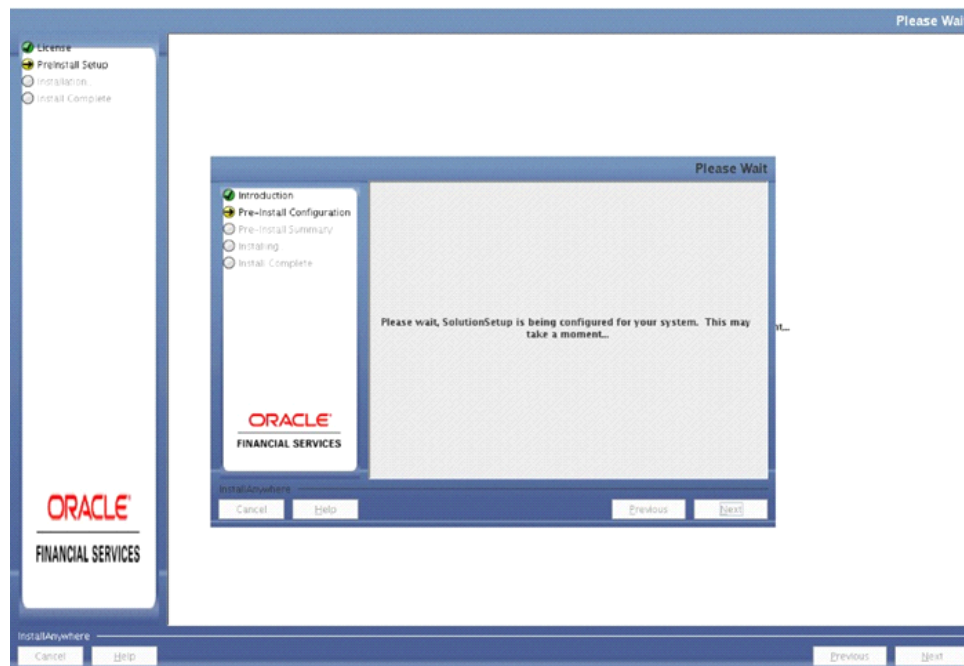 Please Wai
License
PreInstall Setup
Installation...
Install Complete
Please Wait
Introduction
Pre-Install Configuration
Pre-Install Summary
Installing
Install Complete
Please wait, SolutionSetup is being configured for your system. This may
take a moment...
nt...
ORACLE
FINANCIAL SERVICES
InstallAnywhere
Cancel Help Previous Next
ORACLE
FINANCIAL SERVICES
InstallAnywhere
Cancel Help Previous Next